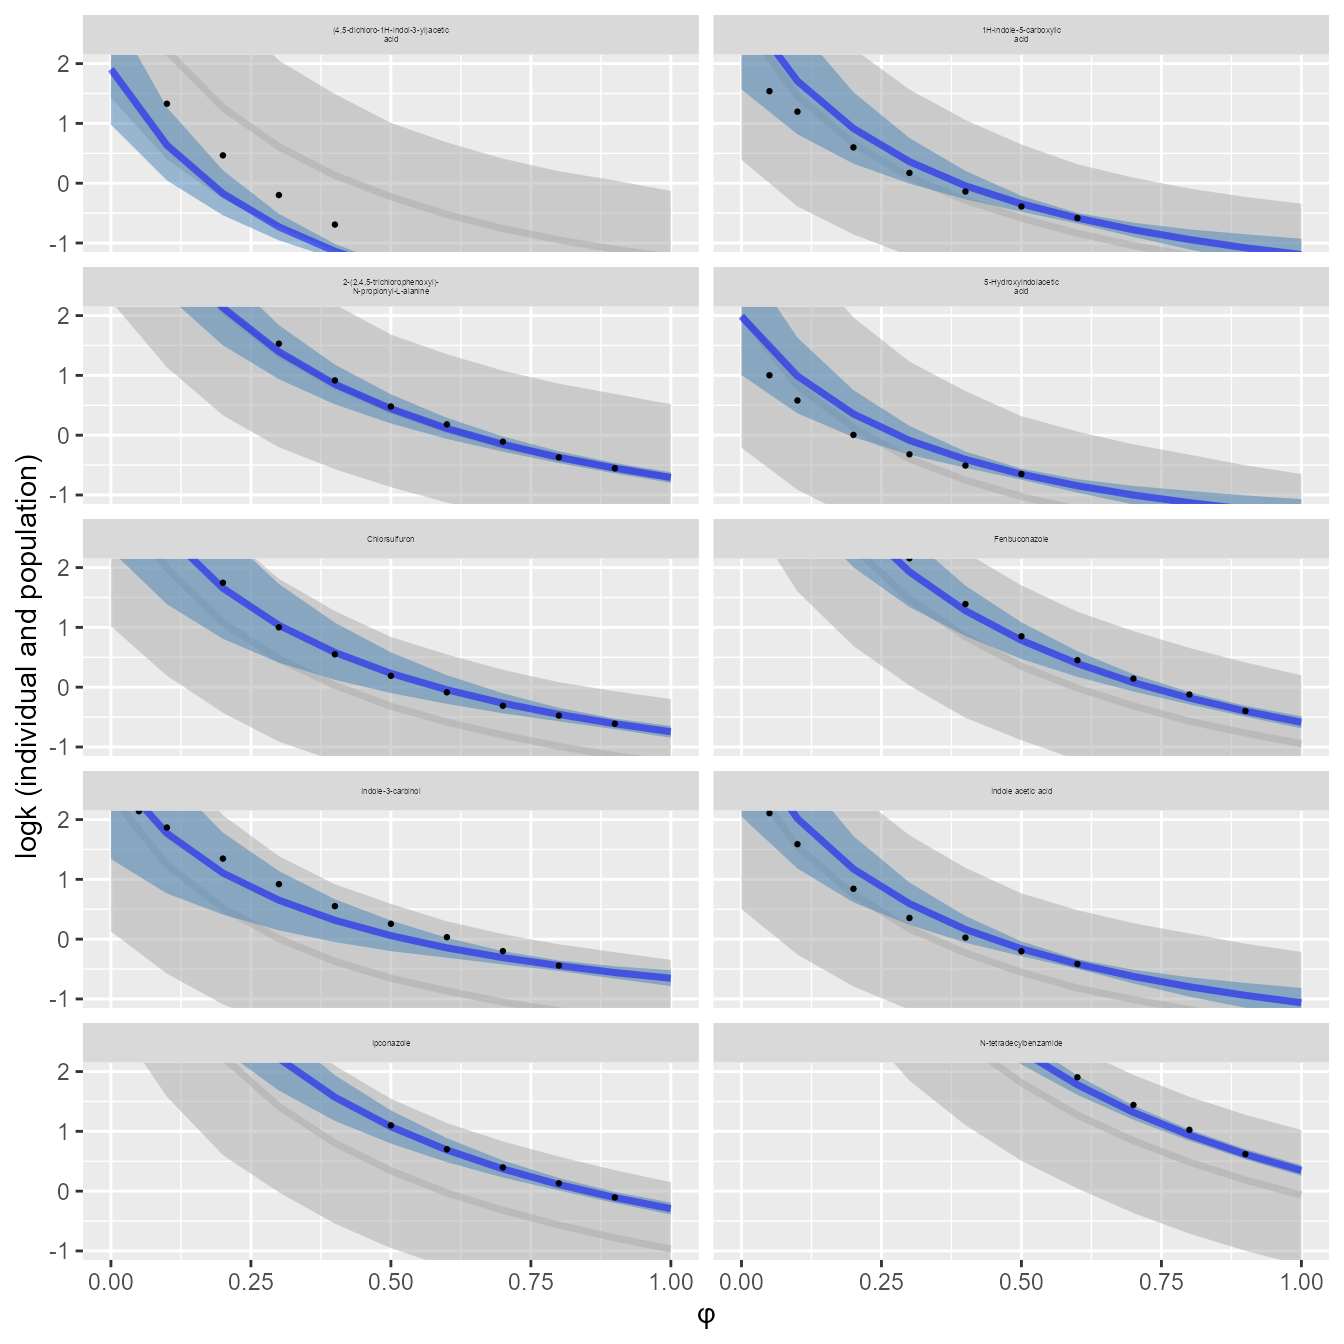 (4,5-dichloro-1H-indol-3-yl)acetic
acid
1H-indole-5-carboxylic
acid
2
1
0
-1
2-(2,4,5-trichlorophenoxy)-
N-propionyl-L-alanine
5-Hydroxyindolacetic
acid
2
1
0
-1
Chlorsulfuron
Fenbuconazole
2
1
0
-1
Indole-3-carbinol
Indole acetic acid
2
1
0
-1
Ipconazole
N-tetradecylbenzamide
2
1
0
-1
0.00 0.25 0.50 0.75 1.00
0.00 0.25 0.50 0.75 1.00
φ
logk (individual and population)